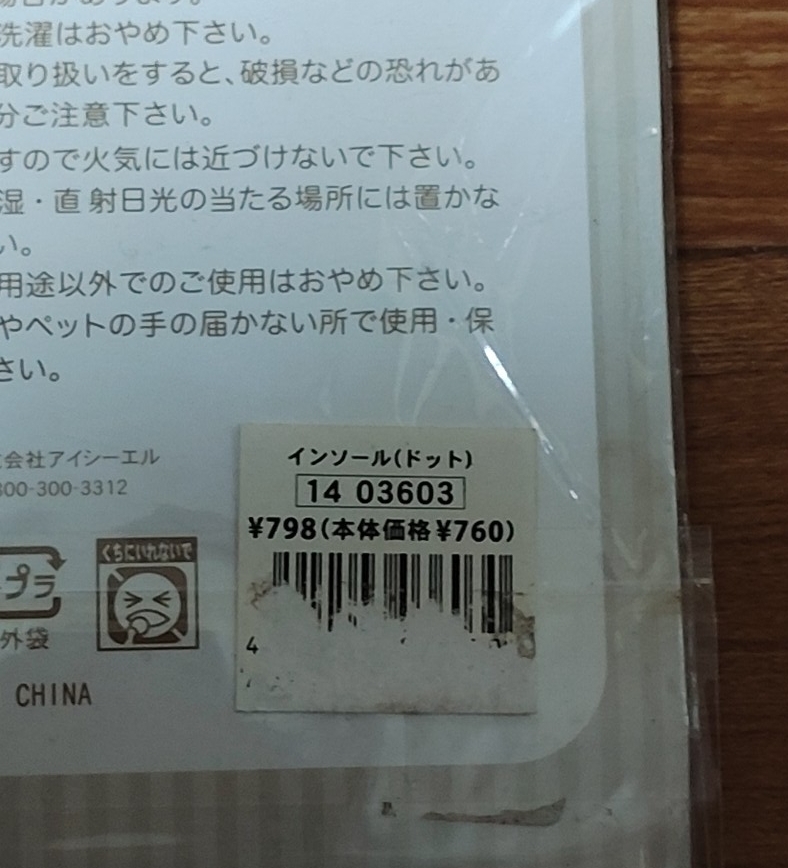 場合があります。
洗濯はおやめ下さい。
取り扱いをすると、破損などの恐れがあ
分ご注意下さい。
すので火気には近づけないで下さい。
湿・直射日光の当たる場所には置かな
い。
用途以外でのご使用はおやめ下さい。
やペットの手の届かない所で使用・保
さい。
会社アイシーエル
300-300-3312
インソール(ドット)
14 03603
¥798(本体価格¥760)
4
くちにいれないで
プラ
外袋
CHINA